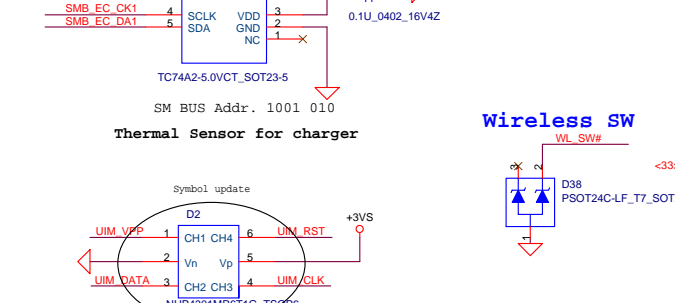 SMB_EC_CK1
SMB_EC_DA1
4
5
SCLK
SDA
VDD
GND
NC
3
2
1
0.1U_0402_16V4Z
TC74A2-5.0VCT_SOT23-5
SM BUS Addr. 1001 010
Thermal Sensor for charger
Wireless SW
WL_SW#
3
2
<33
D38
PSOT24C-LF_T7_SOT
1
Symbol update
D2
+3VS
UIM_VPP
1
CH1 CH4
6
UIM_RST
2
Vn
Vp
5
UIM_DATA
3
CH2 CH3
4
UIM_CLK